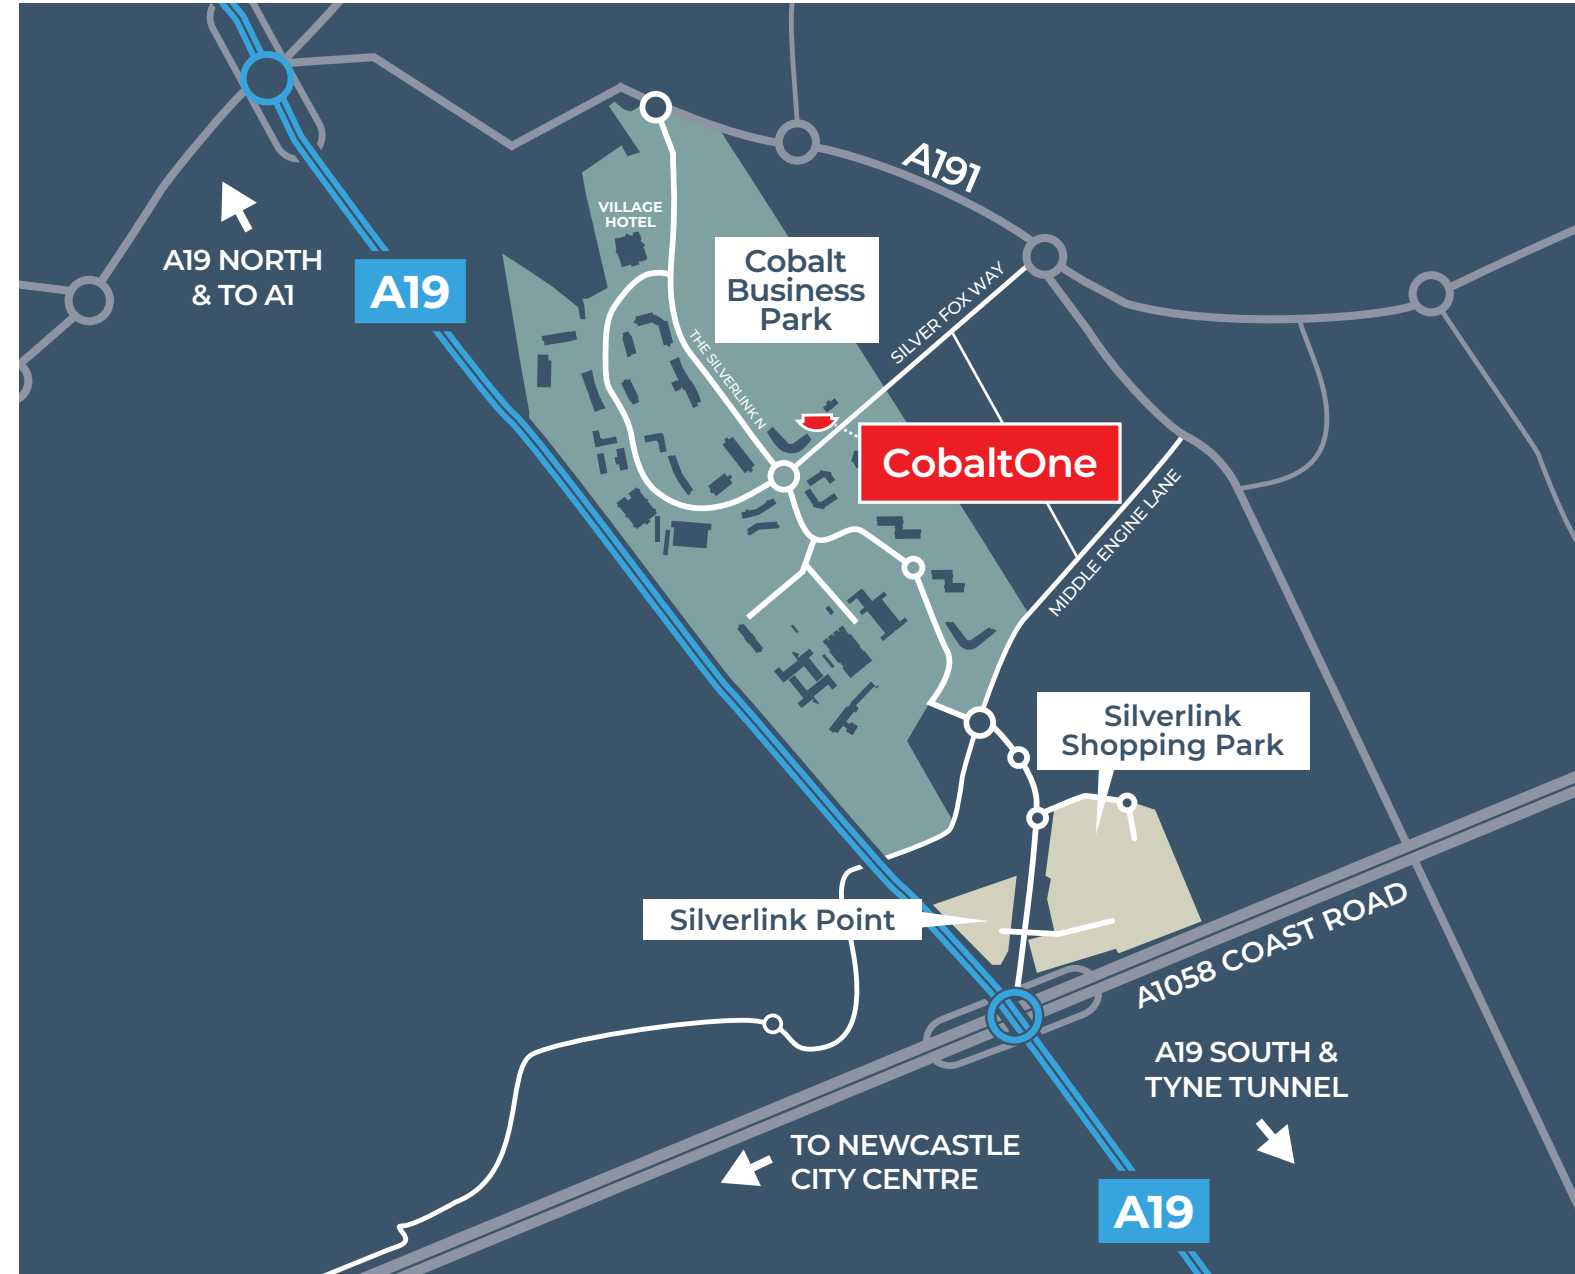 A191
VILLAGE
HOTEL
A19 NORTH
& TO A1
A19
Cobalt
Business
Park
SILVER FOX WAY
THE SILVERLINK N
CobaltOne
MIDDLE ENGINE LANE
Silverlink
Shopping Park
Silverlink Point
A1058 COAST ROAD
A19 SOUTH &
TYNE TUNNEL
TO NEWCASTLE
CITY CENTRE
A19